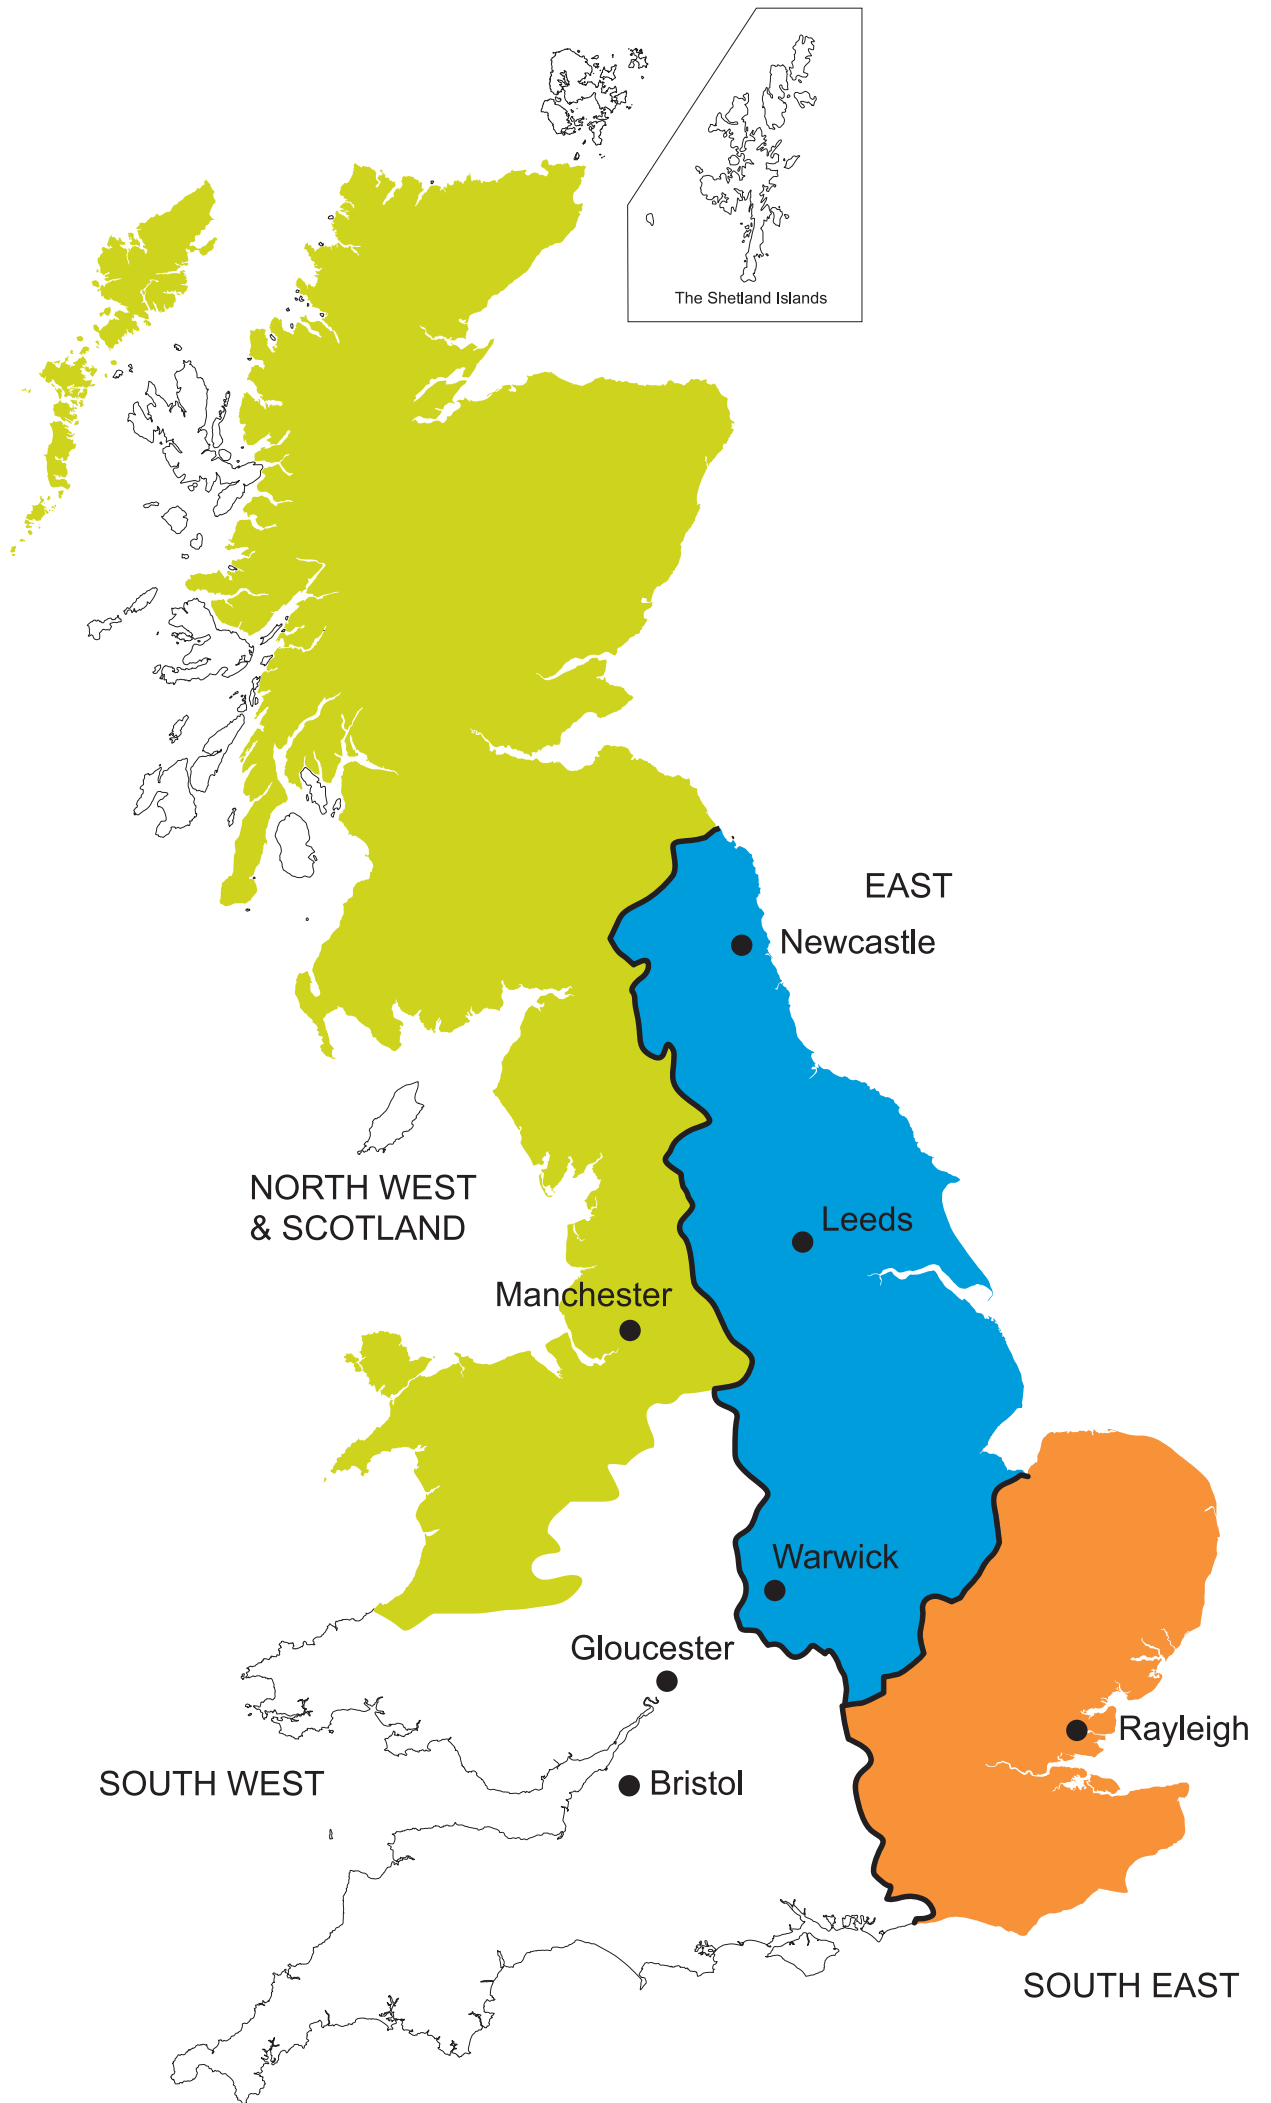 The Shetland Islands
EAST
Newcastle
NORTH WEST
& SCOTLAND
Leeds
Manchester
Warwick
Gloucester
Rayleigh
SOUTH WEST
Bristol
SOUTH EAST